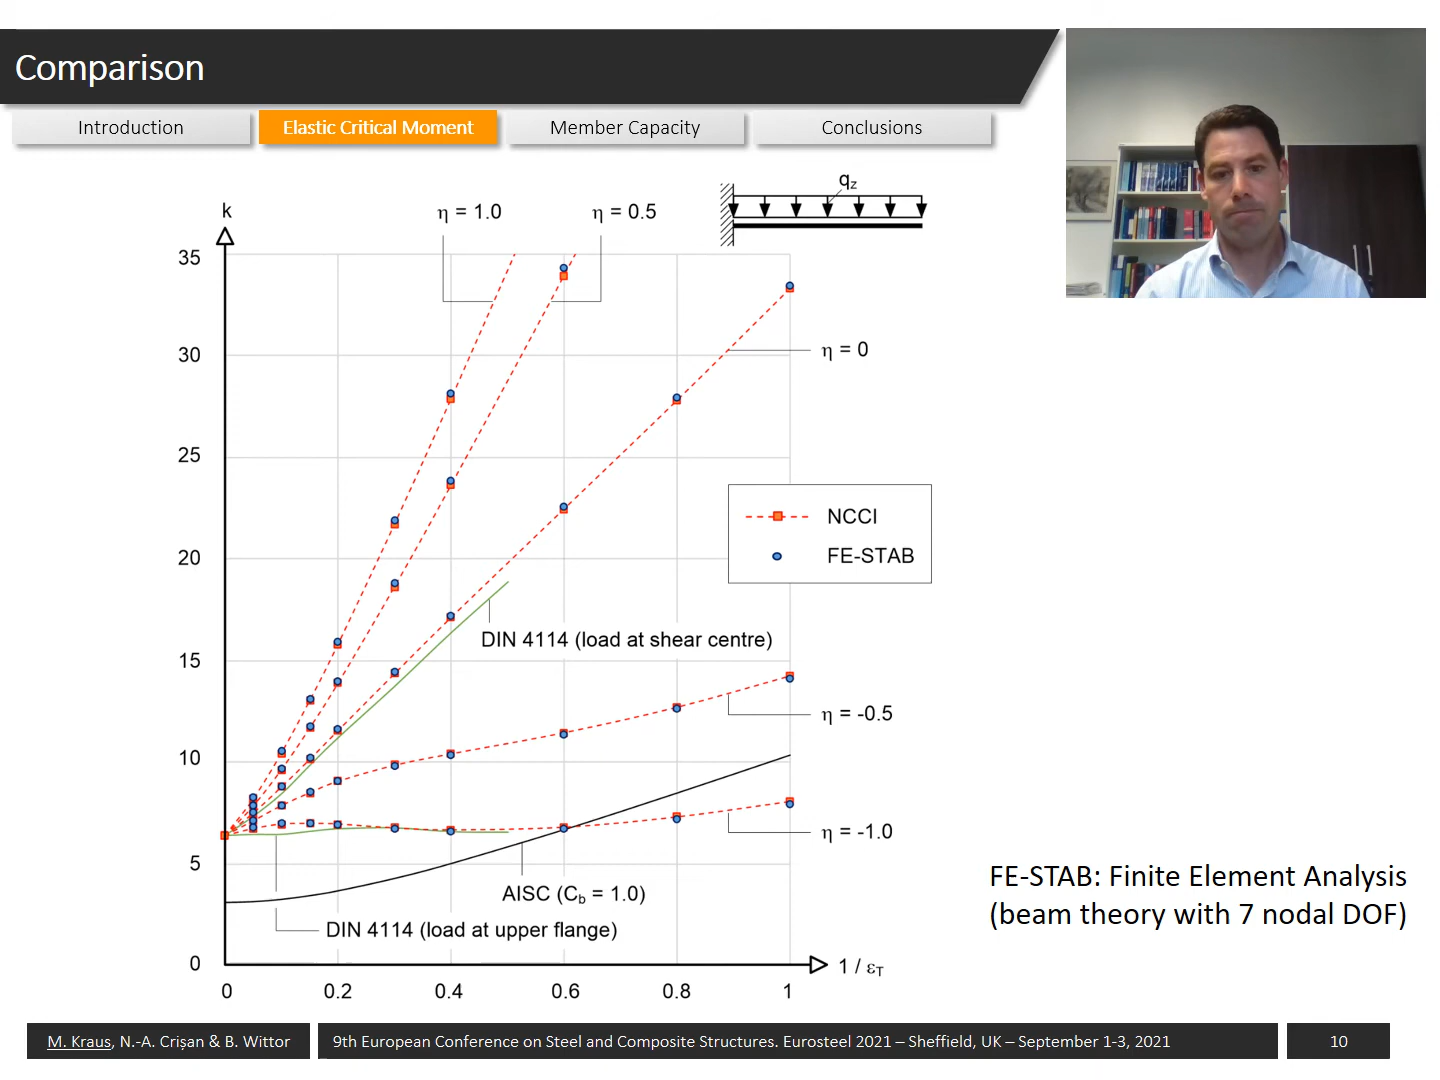 Comparison
Introduction
Elastic Critical Moment
Member Capacity
Conclusions
qz
k
η = 1.0
η = 0.5
35
30
η = 0
25
NCCI
FE-STAB
20
DIN 4114 (load at shear centre)
15
η = -0.5
10
η = -1.0
5
AISC (Cb = 1.0)
DIN 4114 (load at upper flange)
0
1 / εT
0
0.2
0.4
0.6
0.8
1
FE-STAB: Finite Element Analysis
(beam theory with 7 nodal DOF)
M. Kraus, N.-A. Crișan & B. Wittor
9th European Conference on Steel and Composite Structures. Eurosteel 2021 – Sheffield, UK – September 1-3, 2021
10